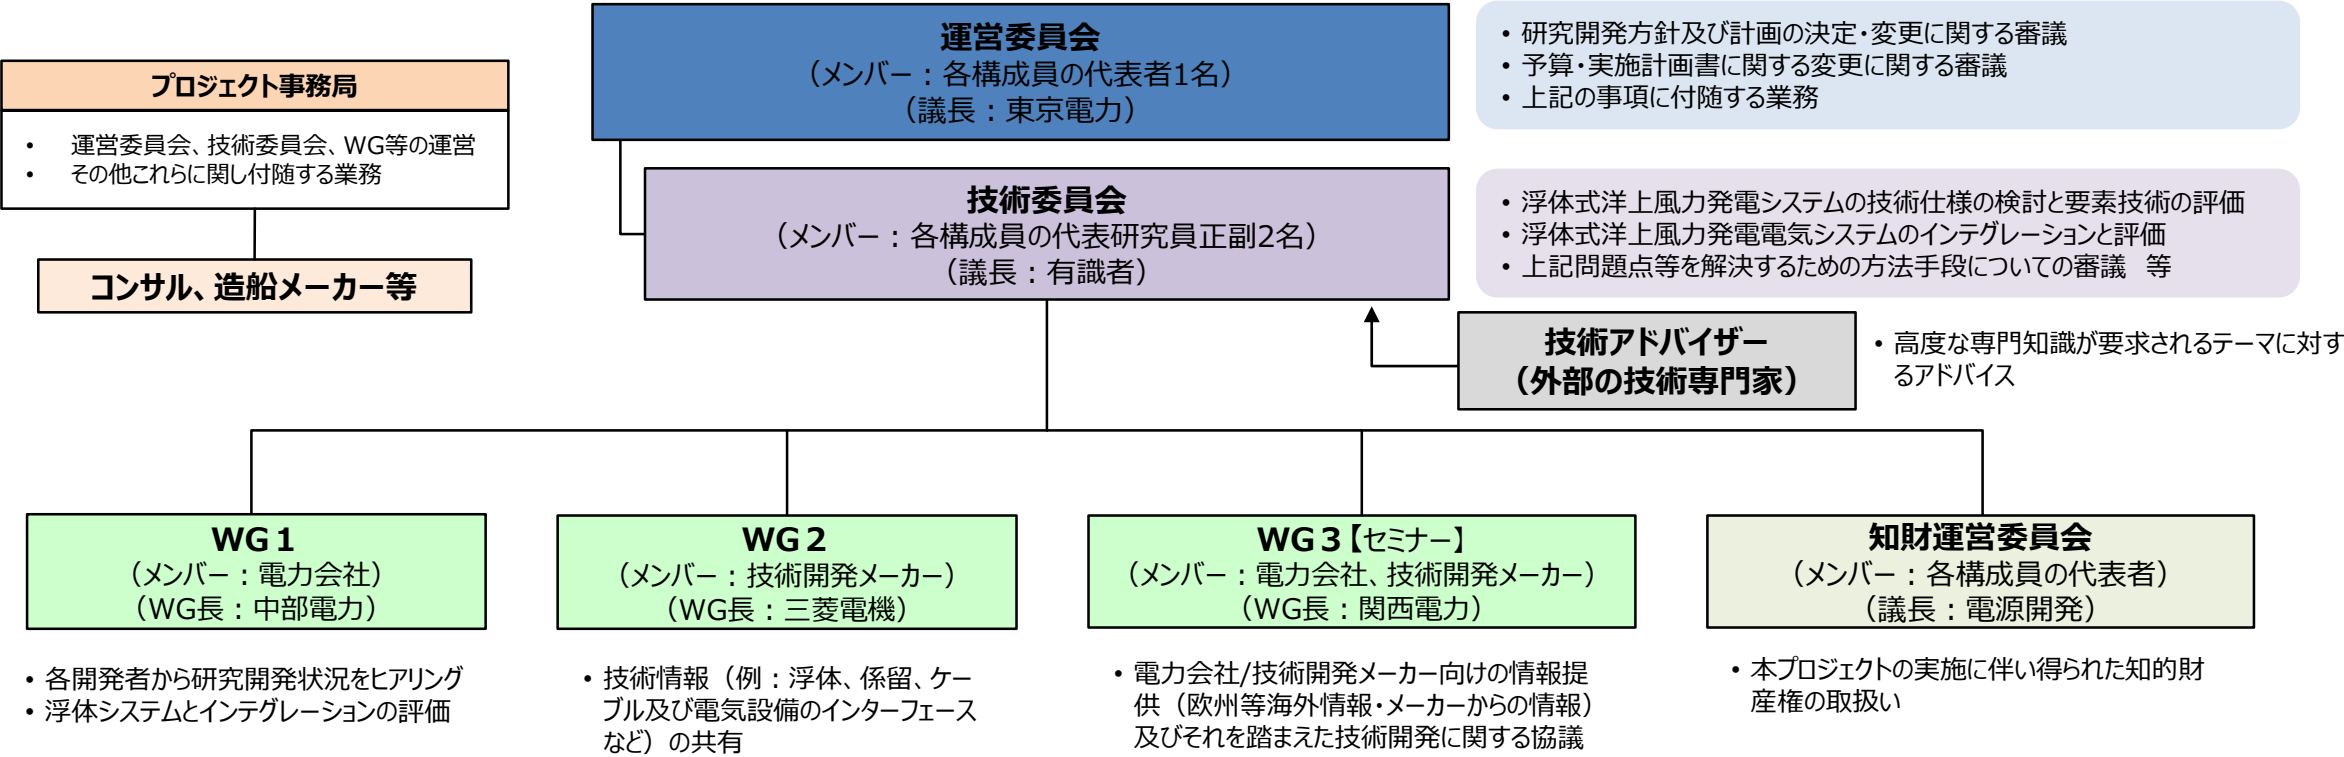 運営委員会
（メンバー：各構成員の代表者1名）
（議長：東京電力）
• 研究開発方針及び計画の決定・変更に関する審議
• 予算・実施計画書に関する変更に関する審議
• 上記の事項に付随する業務
プロジェクト事務局
• 運営委員会、技術委員会、WG等の運営
• その他これらに関し付随する業務
コンサル、造船メーカー等
技術委員会
（メンバー：各構成員の代表研究員正副2名）
（議長：有識者）
• 浮体式洋上風力発電システムの技術仕様の検討と要素技術の評価
• 浮体式洋上風力発電電気システムのインテグレーションと評価
• 上記問題点等を解決するための方法手段についての審議　等
技術アドバイザー
（外部の技術専門家）
• 高度な専門知識が要求されるテーマに対す
るアドバイス
WG１
（メンバー：電力会社）
（WG長：中部電力）
• 各開発者から研究開発状況をヒアリング
• 浮体システムとインテグレーションの評価
WG２
（メンバー：技術開発メーカー）
（WG長：三菱電機）
• 技術情報（例：浮体、係留、ケー
ブル及び電気設備のインターフェース
など）の共有
WG３【セミナー】
（メンバー：電力会社、技術開発メーカー）
（WG長：関西電力）
• 電力会社/技術開発メーカー向けの情報提
供（欧州等海外情報・メーカーからの情報）
及びそれを踏まえた技術開発に関する協議
知財運営委員会
（メンバー：各構成員の代表者）
（議長：電源開発）
• 本プロジェクトの実施に伴い得られた知的財
産権の取扱い